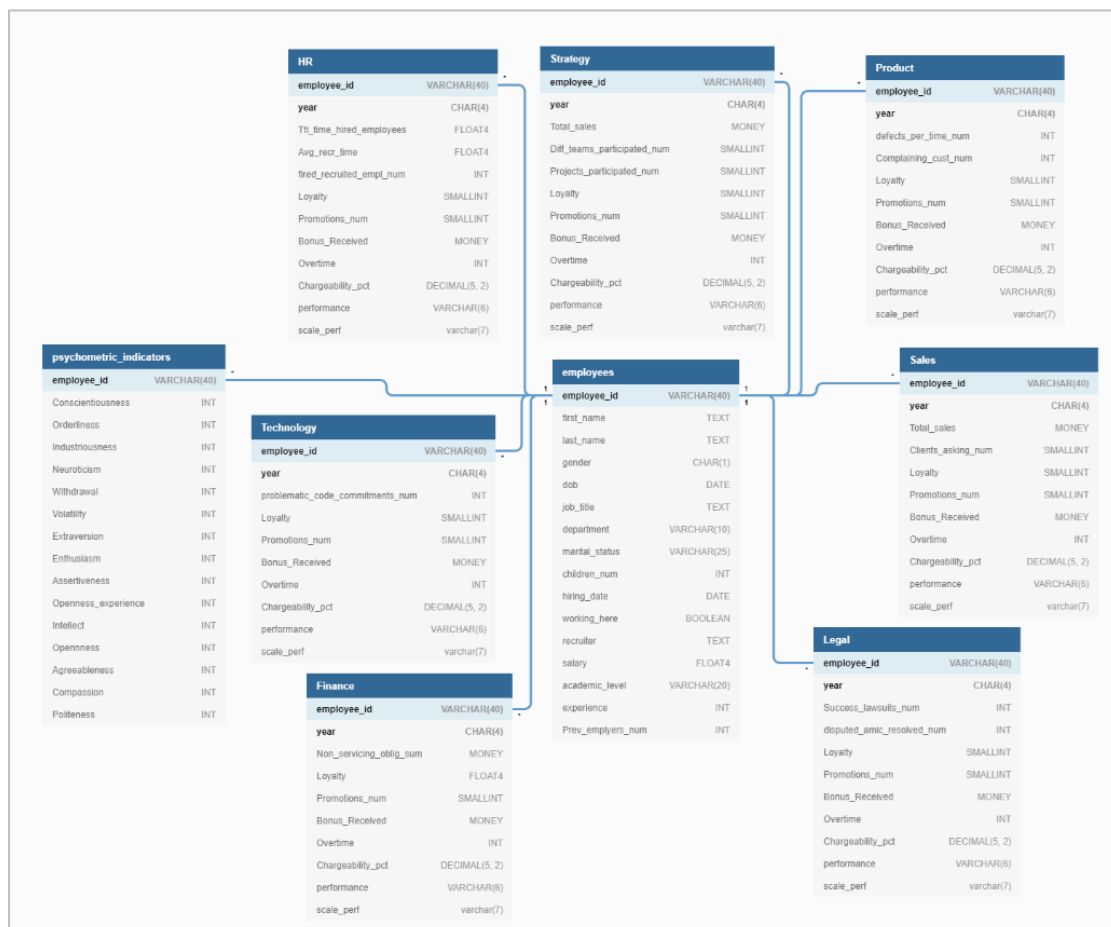 HR
employee_id VARCHAR(40)
year CHAR(4)
Ttl_time_hired_employees FLOAT4
Avg_recr_time FLOAT4
fired_recruited_empl_num INT
Loyalty SMALLINT
Promotions_num SMALLINT
Bonus_Received MONEY
Overtime INT
Chargeability_pct DECIMAL(5, 2)
performance VARCHAR(6)
scale_perf varchar(7)
*
Strategy
employee_id VARCHAR(40)
year CHAR(4)
Total_sales MONEY
Diff_teams_participated_num SMALLINT
Projects_participated_num SMALLINT
Loyalty SMALLINT
Promotions_num SMALLINT
Bonus_Received MONEY
Overtime INT
Chargeability_pct DECIMAL(5, 2)
performance VARCHAR(6)
scale_perf varchar(7)
*
Product
employee_id VARCHAR(40)
year CHAR(4)
defects_per_time_num INT
Complaining_cust_num INT
Loyalty SMALLINT
Promotions_num SMALLINT
Bonus_Received MONEY
Overtime INT
Chargeability_pct DECIMAL(5, 2)
performance VARCHAR(6)
scale_perf varchar(7)
*
psychometric_indicators
employee_id VARCHAR(40)
Conscientiousness INT
Orderliness INT
Industriousness INT
Neuroticism INT
Withdrawal INT
Volatility INT
Extraversion INT
Enthusiasm INT
Assertiveness INT
Openness_experience INT
Intellect INT
Opennness INT
Agreeableness INT
Compassion INT
Politeness INT
*
Technology
employee_id VARCHAR(40)
year CHAR(4)
problematic_code_commitments_num INT
Loyalty SMALLINT
Promotions_num SMALLINT
Bonus_Received MONEY
Overtime INT
Chargeability_pct DECIMAL(5, 2)
performance VARCHAR(6)
scale_perf varchar(7)
*
1
1
employees
employee_id VARCHAR(40)
first_name TEXT
last_name TEXT
gender CHAR(1)
dob DATE
job_title TEXT
department VARCHAR(10)
marital_status VARCHAR(25)
children_num INT
hiring_date DATE
working_here BOOLEAN
recruiter TEXT
salary FLOAT4
academic_level VARCHAR(20)
experience INT
Prev_emplyers_num INT
1
1
Sales
employee_id VARCHAR(40)
year CHAR(4)
Total_sales MONEY
Clients_asking_num SMALLINT
Loyalty SMALLINT
Promotions_num SMALLINT
Bonus_Received MONEY
Overtime INT
Chargeability_pct DECIMAL(5, 2)
performance VARCHAR(6)
scale_perf varchar(7)
*
Finance
employee_id VARCHAR(40)
year CHAR(4)
Non_servicing_oblig_sum MONEY
Loyalty FLOAT4
Promotions_num SMALLINT
Bonus_Received MONEY
Overtime INT
Chargeability_pct DECIMAL(5, 2)
performance VARCHAR(6)
scale_perf varchar(7)
*
Legal
employee_id VARCHAR(40)
year CHAR(4)
Success_lawsuits_num INT
disputed_amic_resolved_num INT
Loyalty SMALLINT
Promotions_num SMALLINT
Bonus_Received MONEY
Overtime INT
Chargeability_pct DECIMAL(5, 2)
performance VARCHAR(6)
scale_perf varchar(7)
*